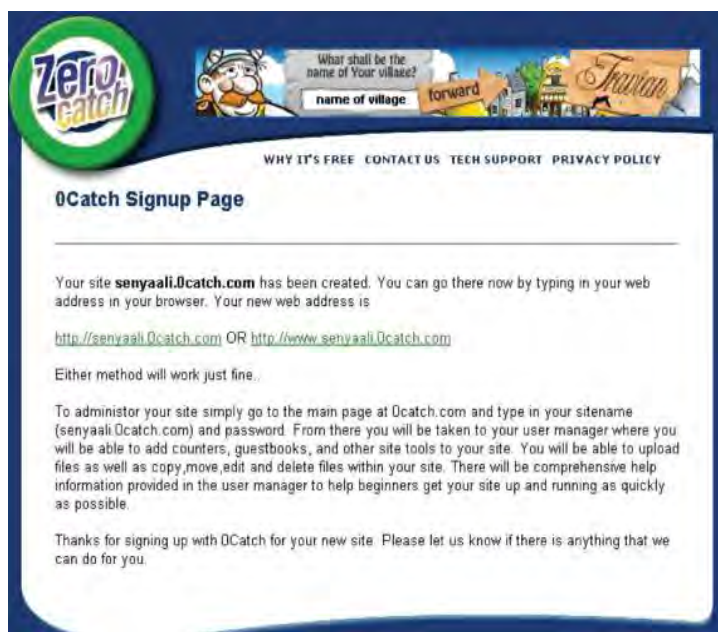 Zero
catch
What shall be the
name of Your village?
name of village
forward
Travian
WHY IT'S FREE CONTACT US TECH SUPPORT PRIVACY POLICY
0Catch Signup Page
Your site senyaali.0catch.com has been created. You can go there now by typing in your web
address in your browser. Your new web address is
http://senyaali.0catch.com OR http://www.senyaali.0catch.com
Either method will work just fine..
To administor your site simply go to the main page at 0catch.com and type in your sitename
(senyaali.0catch.com) and password. From there you will be taken to your user manager where you
will be able to add counters, guestbooks, and other site tools to your site. You will be able to upload
files as well as copy,move,edit and delete files within your site. There will be comprehensive help
information provided in the user manager to help beginners get your site up and running as quickly
as possible.
Thanks for signing up with 0Catch for your new site. Please let us know if there is anything that we
can do for you.